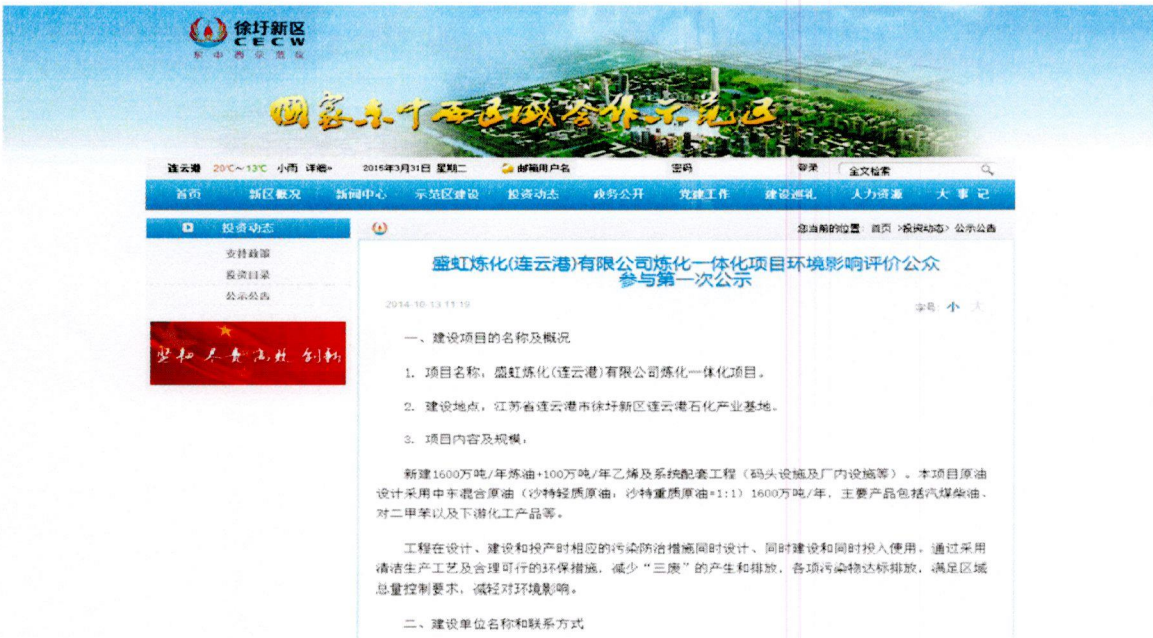 徐圩新区
CECW
东中西示范区
国家东中西区域合作示范区
连云港 20℃~13℃ 小雨 详细» 2015年3月31日 星期二 邮箱用户名 密码 登录 全文检索
首页 新区概况 新闻中心 示范区建设 投资动态 政务公开 党建工作 建设巡礼 人力资源 大事记
投资动态
您当前的位置：首页 >投资动态> 公示公告
支持政策
投资目录
公示公告
盛虹炼化(连云港)有限公司炼化一体化项目环境影响评价公众
参与第一次公示
2014-10-13 11:19
字号 小 大
一、建设项目的名称及概况
1. 项目名称：盛虹炼化(连云港)有限公司炼化一体化项目。
2. 建设地点：江苏省连云港市徐圩新区连云港石化产业基地。
3. 项目内容及规模：
新建1600万吨/年炼油+100万吨/年乙烯及系统配套工程（码头设施及厂内设施等）。本项目原油
设计采用中东混合原油（沙特轻质原油：沙特重质原油=1:1）1600万吨/年，主要产品包括汽煤柴油、
对二甲苯以及下游化工产品等。
工程在设计、建设和投产时相应的污染防治措施同时设计、同时建设和同时投入使用，通过采用
清洁生产工艺及合理可行的环保措施，减少“三废”的产生和排放，各项污染物达标排放，满足区域
总量控制要求，减轻对环境影响。
二、建设单位名称和联系方式